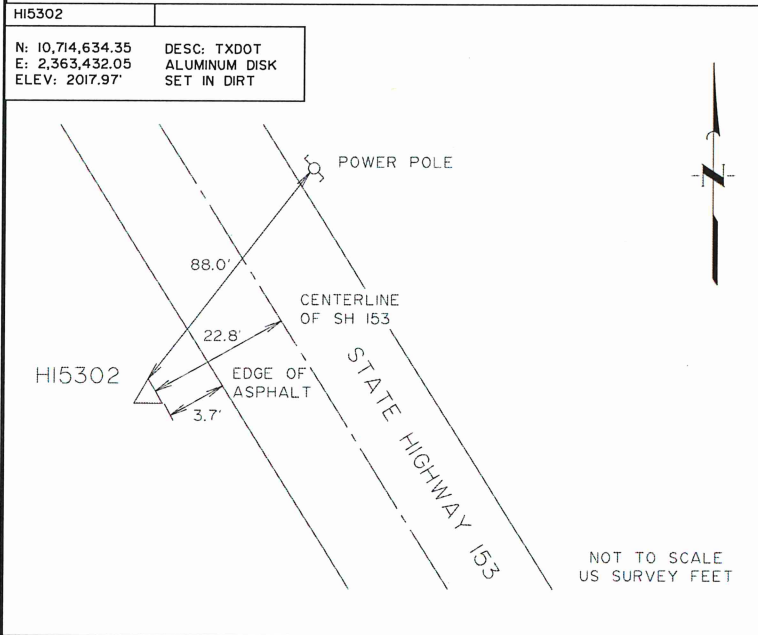 H15302
N: 10,714,634.35
E: 2,363,432.05
ELEV: 2017.97'
DESC: TXDOT
ALUMINUM DISK
SET IN DIRT
POWER POLE
N
88.0'
CENTERLINE
OF SH 153
22.8'
H15302
EDGE OF
ASPHALT
3.7'
STATE HIGHWAY 153
NOT TO SCALE
US SURVEY FEET